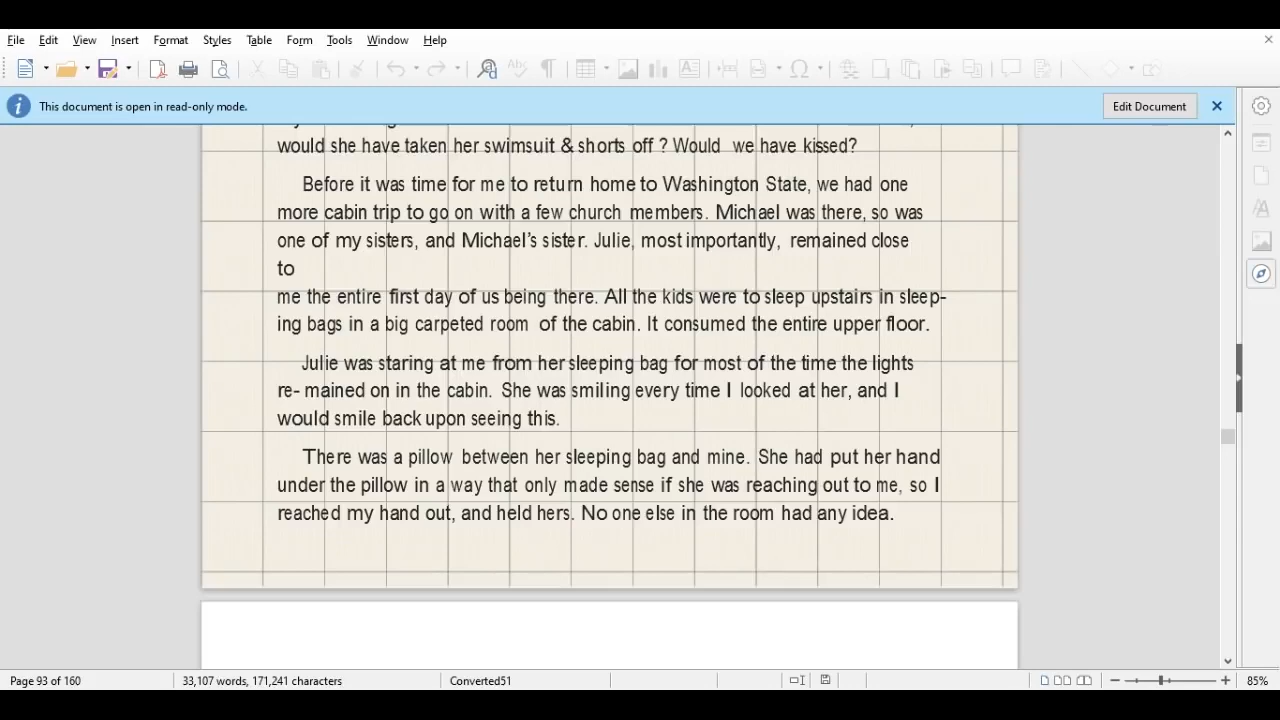 File Edit View Insert Format Styles Table Form Tools Window Help
This document is open in read-only mode. Edit Document
would she have taken her swimsuit & shorts off ? Would we have kissed?
Before it was time for me to return home to Washington State, we had one
more cabin trip to go on with a few church members. Michael was there, so was
one of my sisters, and Michael's sister. Julie, most importantly, remained close
to
me the entire first day of us being there. All the kids were to sleep upstairs in sleep-
ing bags in a big carpeted room of the cabin. It consumed the entire upper floor.
Julie was staring at me from her sleeping bag for most of the time the lights
re- mained on in the cabin. She was smiling every time I looked at her, and I
would smile back upon seeing this.
There was a pillow between her sleeping bag and mine. She had put her hand
under the pillow in a way that only made sense if she was reaching out to me, so I
reached my hand out, and held hers. No one else in the room had any idea.
Page 93 of 160 33,107 words, 171,241 characters Converted51 85%